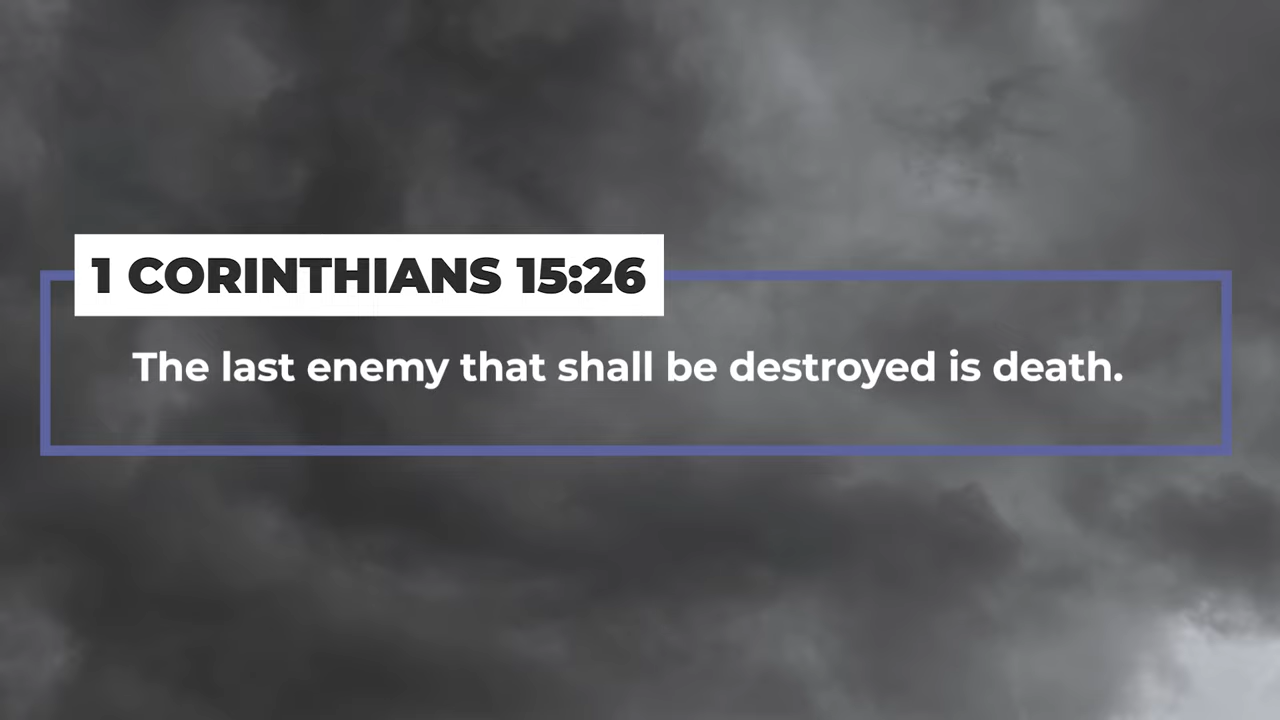 1 CORINTHIANS 15:26
The last enemy that shall be destroyed is death.